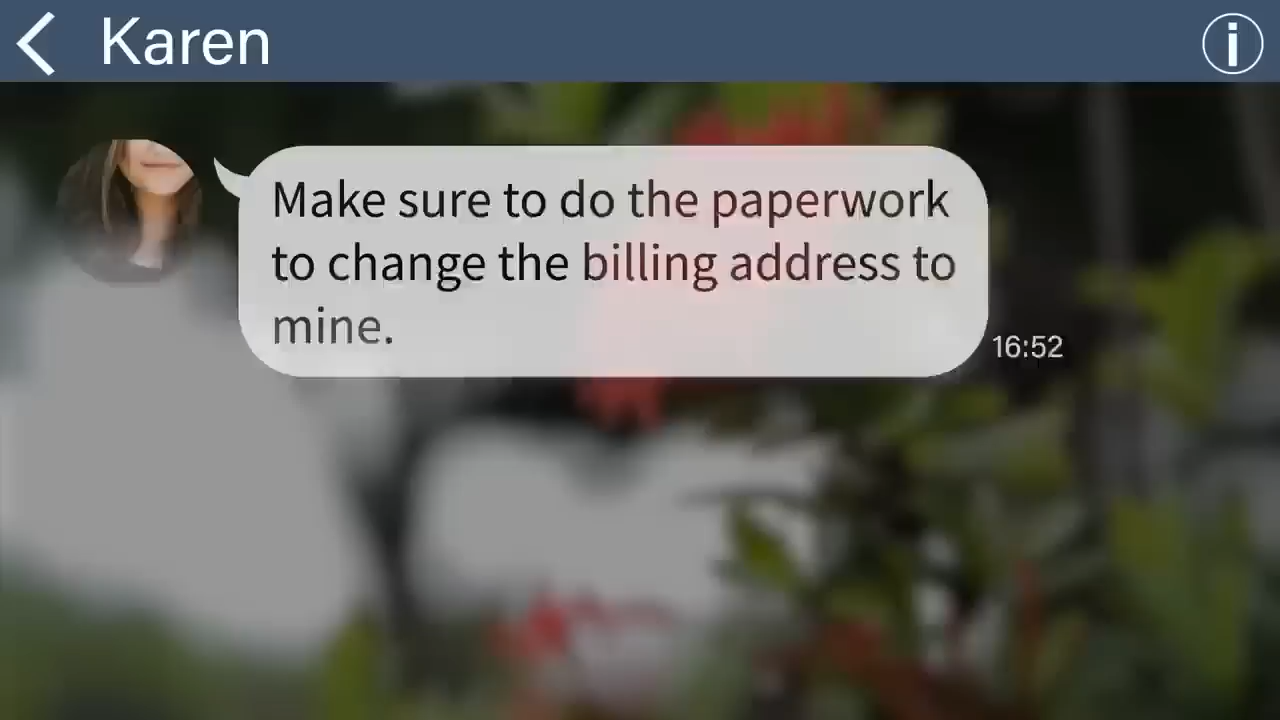 Karen
Make sure to do the paperwork
to change the billing address to
mine.
16:52